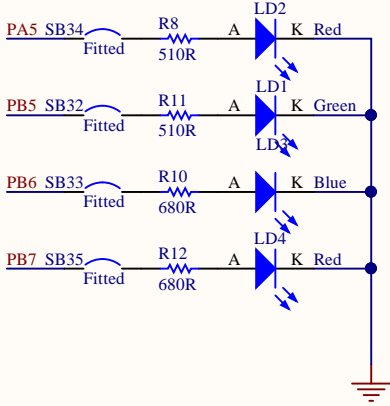 LD2
PA5 SB34 R8 A K Red
Fitted 510R
LD1
PB5 SB32 R11 A K Green
Fitted 510R
LD3
PB6 SB33 R10 A K Blue
Fitted 680R
LD4
PB7 SB35 R12 A K Red
Fitted 680R